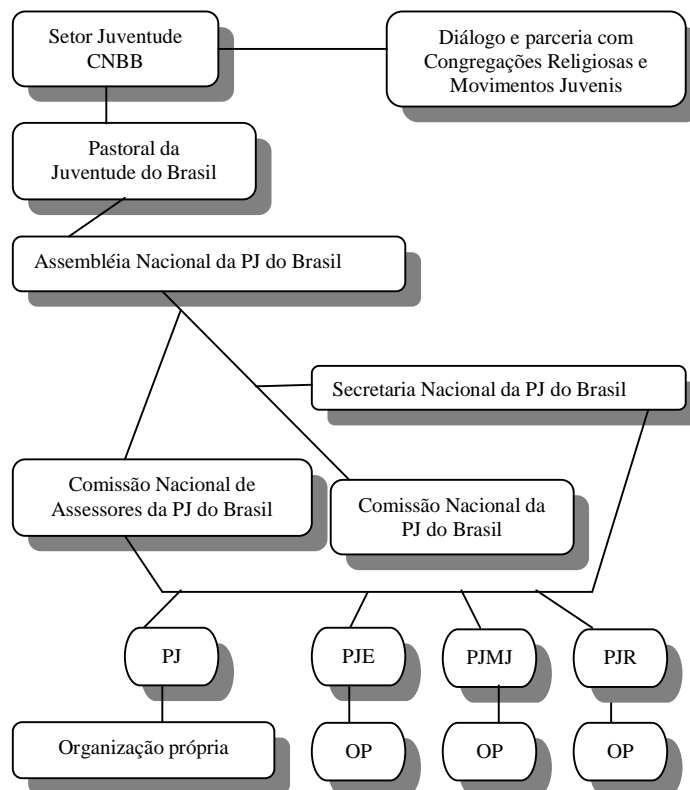 Setor Juventude
CNBB
Diálogo e parceria com
Congregações Religiosas e
Movimentos Juvenis
Pastoral da
Juventude do Brasil
Assembléia Nacional da PJ do Brasil
Secretaria Nacional da PJ do Brasil
Comissão Nacional de
Assessores da PJ do Brasil
Comissão Nacional da
PJ do Brasil
PJ
PJE
PJMJ
PJR
Organização própria
OP
OP
OP